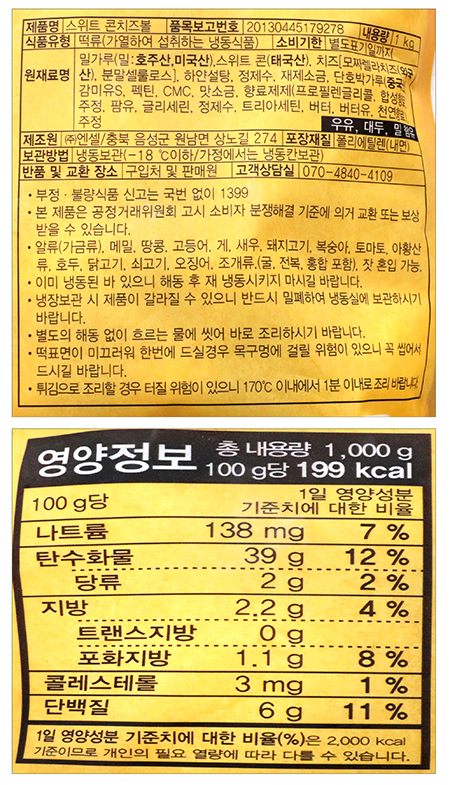 제품명 스위트 콘치즈볼 품목보고번호 20130445179278 내용량 1 kg
식품유형 떡류(가열하여 섭취하는 냉동식품) 소비기한 별도표기일까지
원재료명 밀가루(밀:호주산,미국산),스위트 콘(태국산), 치즈[모짜렐라치즈(외국
산), 분말셀룰로스], 하얀설탕, 정제수, 재제소금, 단호박가루(중국
감미유S, 펙틴, CMC, 맛소금, 향료제제(프로필렌글리콜, 합성향료
주정, 팜유, 글리세린, 정제수, 트리아세틴, 버터, 버터유, 천연향료
주정 우유, 대두, 밀 함유
제조원 ㈜엔셀/충북 음성군 원남면 상노길 274 포장재질 폴리에틸렌(내면)
보관방법 냉동보관(-18 ℃이하/가정에서는 냉동칸보관)
반품 및 교환 장소 구입처 및 판매원 고객상담실 070-4840-4109
• 부정 · 불량식품 신고는 국번 없이 1399
• 본 제품은 공정거래위원회 고시 소비자 분쟁해결 기준에 의거 교환 또는 보상
받을 수 있습니다.
• 알류(가금류), 메밀, 땅콩, 고등어, 게, 새우, 돼지고기, 복숭아, 토마토, 아황산
류, 호두, 닭고기, 쇠고기, 오징어, 조개류,(굴, 전복, 홍합 포함), 잣 혼입 가능.
• 이미 냉동된 바 있으니 해동 후 재 냉동시키지 마시길 바랍니다.
• 냉장보관 시 제품이 갈라질 수 있으니 반드시 밀폐하여 냉동실에 보관하시기
바랍니다.
• 별도의 해동 없이 흐르는 물에 씻어 바로 조리하시기 바랍니다.
• 떡표면이 미끄러워 한번에 드실경우 목구멍에 걸릴 위험이 있으니 꼭 씹어서
드시길 바랍니다.
• 튀김으로 조리할 경우 터질 위험이 있으니 170℃ 이내에서 1분 이내로 조리 바랍니다.
영양정보 총 내용량 1,000 g
100 g당 199 kcal
100 g당 1일 영양성분
기준치에 대한 비율
나트륨 138 mg 7 %
탄수화물 39 g 12 %
당류 2 g 2 %
지방 2.2 g 4 %
트랜스지방 0 g
포화지방 1.1 g 8 %
콜레스테롤 3 mg 1 %
단백질 6 g 11 %
1일 영양성분 기준치에 대한 비율(%)은 2,000 kcal
기준이므로 개인의 필요 열량에 따라 다를 수 있습니다.